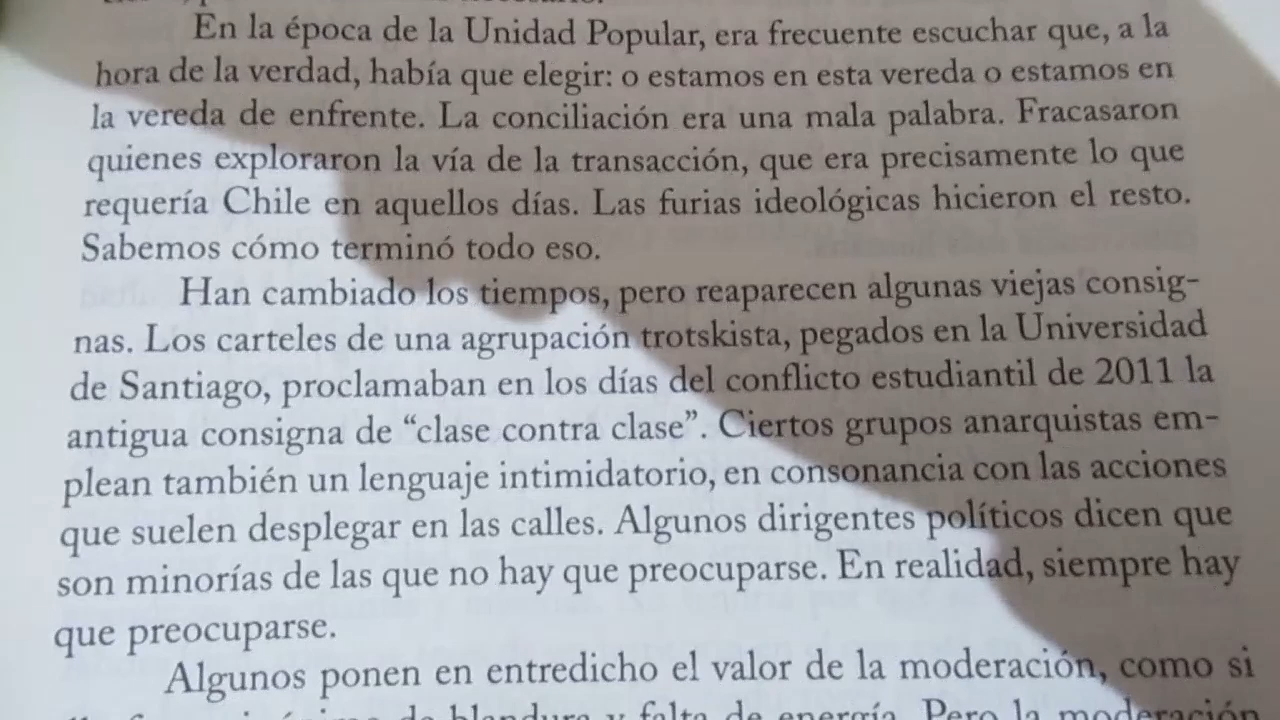 En la época de la Unidad Popular, era frecuente escuchar que, a la
hora de la verdad, había que elegir: o estamos en esta vereda o estamos en
la vereda de enfrente. La conciliación era una mala palabra. Fracasaron
quienes exploraron la vía de la transacción, que era precisamente lo que
requería Chile en aquellos días. Las furias ideológicas hicieron el resto.
Sabemos cómo terminó todo eso.
Han cambiado los tiempos, pero reaparecen algunas viejas consig-
nas. Los carteles de una agrupación trotskista, pegados en la Universidad
de Santiago, proclamaban en los días del conflicto estudiantil de 2011 la
antigua consigna de “clase contra clase”. Ciertos grupos anarquistas em-
plean también un lenguaje intimidatorio, en consonancia con las acciones
que suelen desplegar en las calles. Algunos dirigentes políticos dicen que
son minorías de las que no hay que preocuparse. En realidad, siempre hay
que preocuparse.
Algunos ponen en entredicho el valor de la moderación, como si
de blandura y falta de energía. Pero la moderación